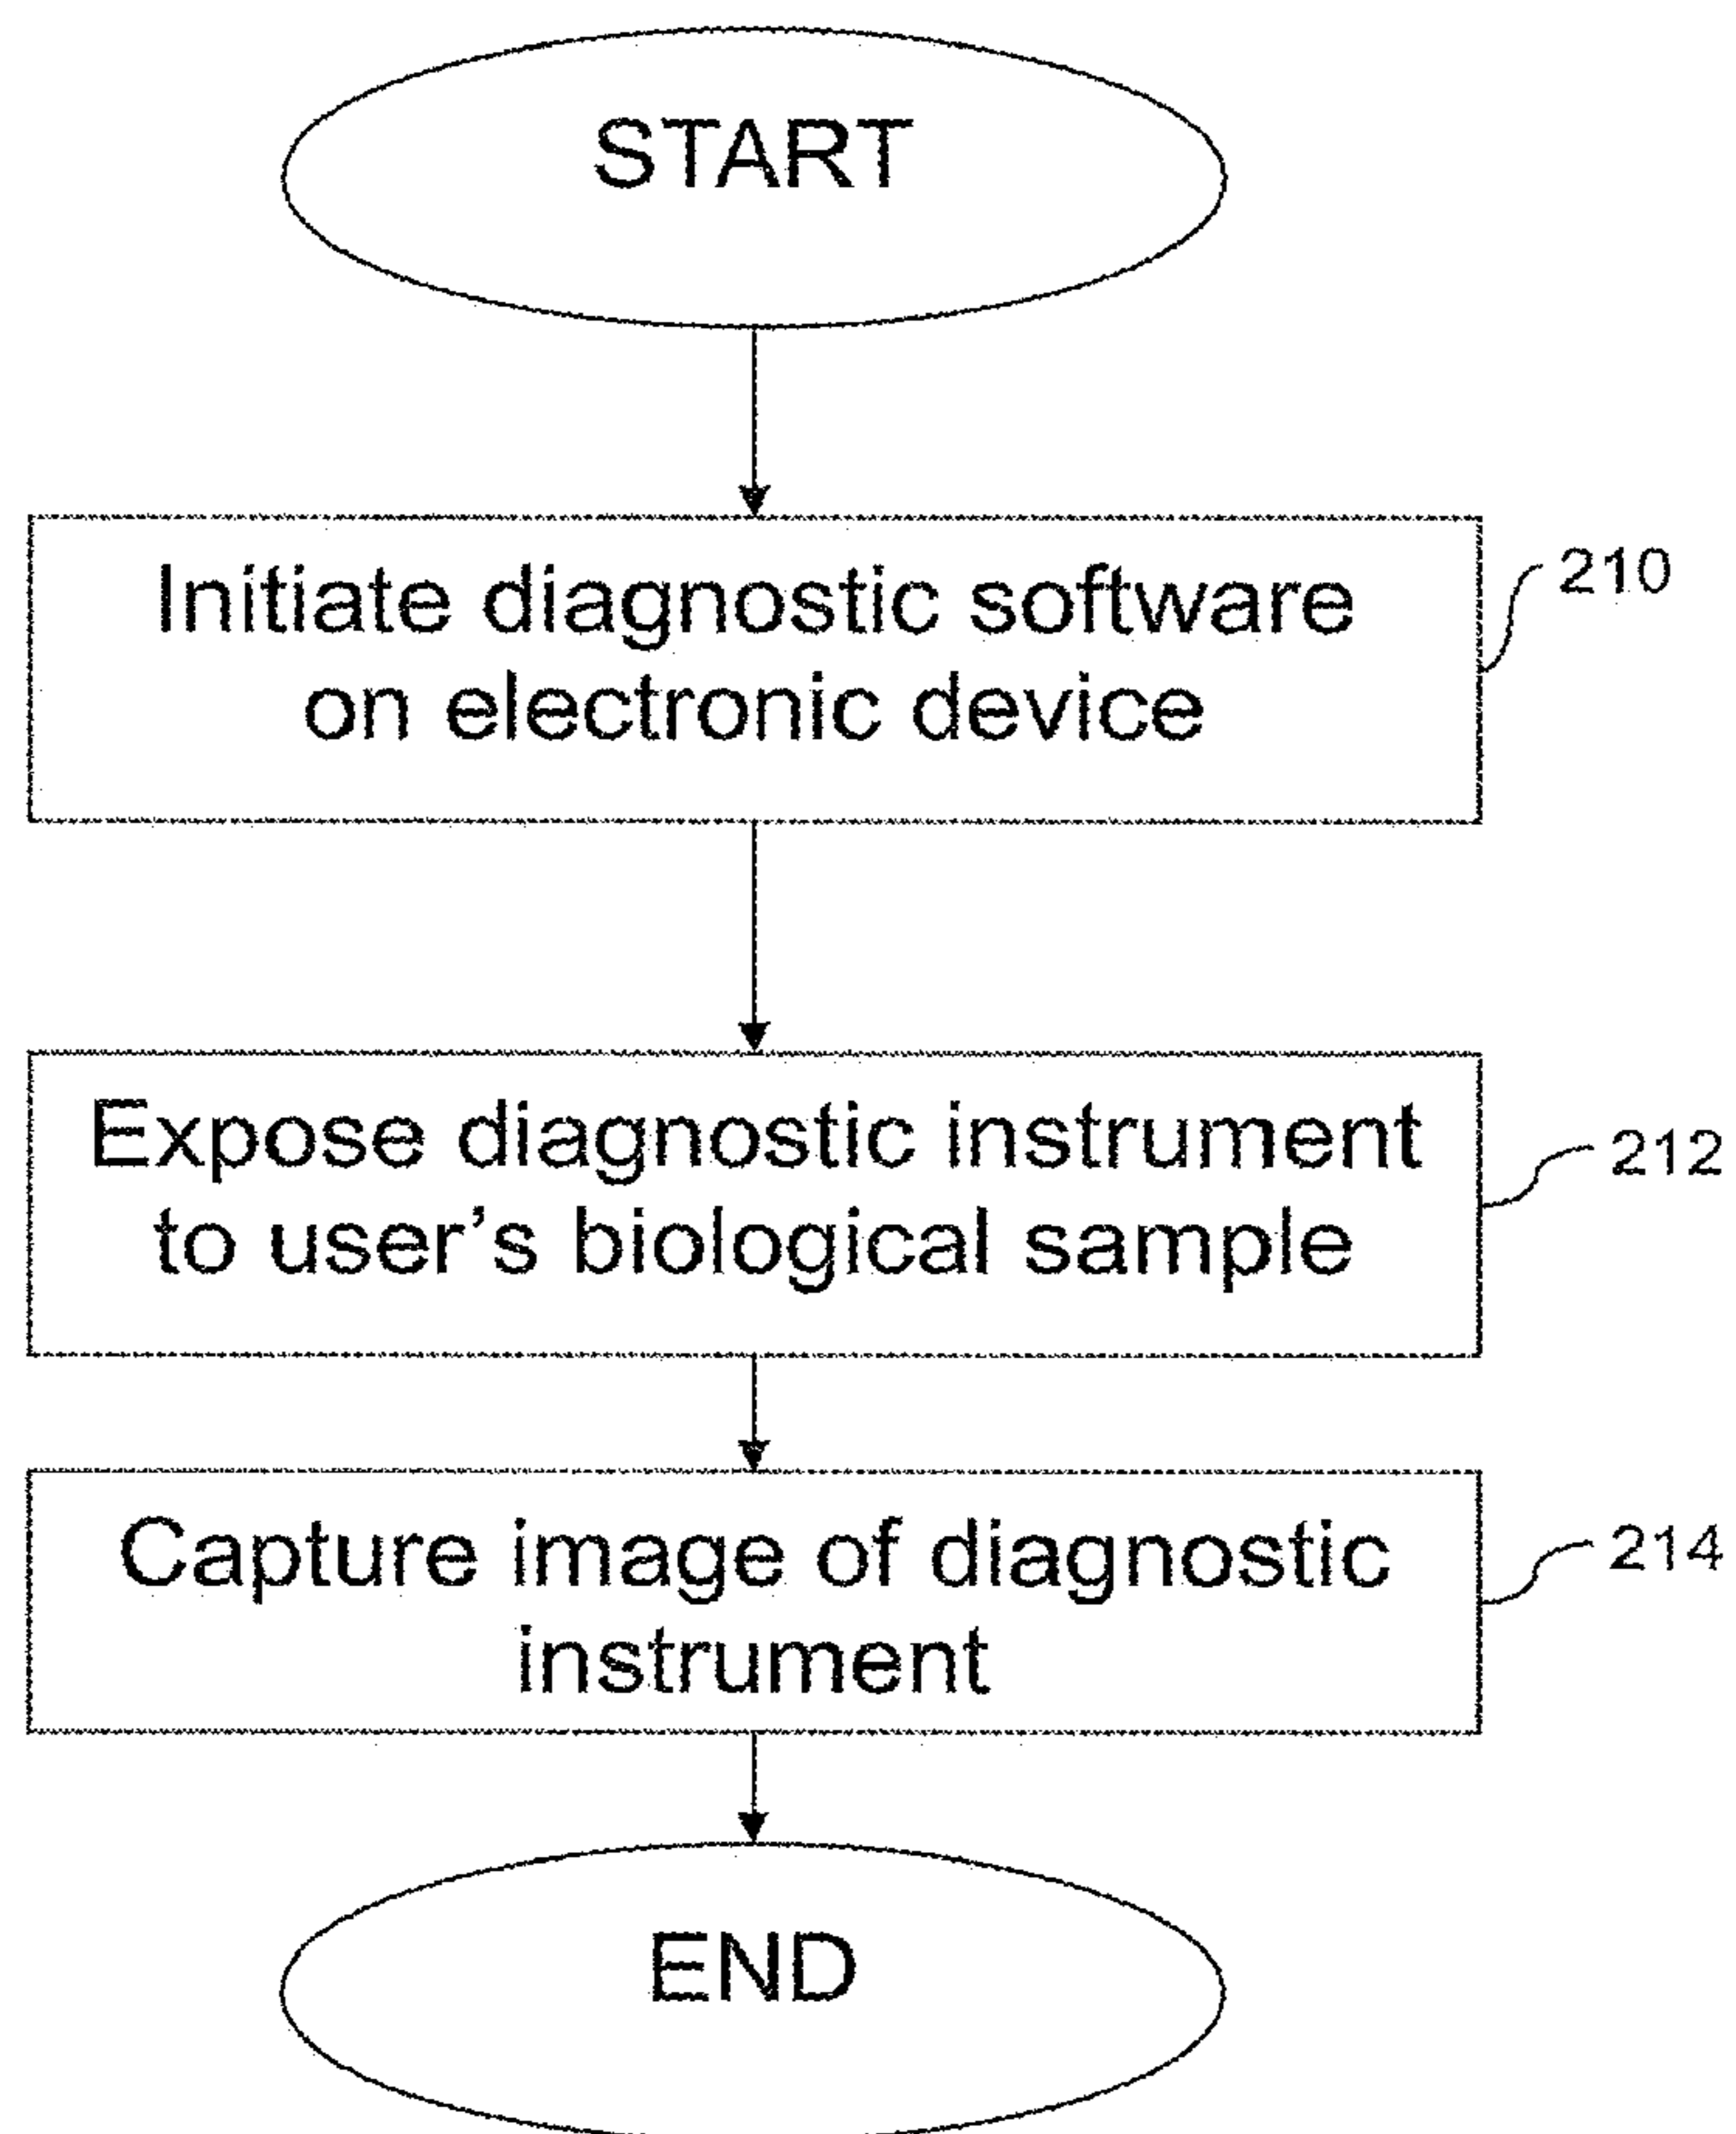 START
Initiate diagnostic software
on electronic device
210
Expose diagnostic instrument
to user’s biological sample
212
Capture image of diagnostic
instrument
214
END